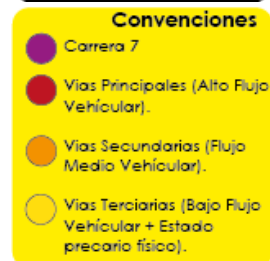 Convenciones
Carrera 7
Vias Principales (Alto Flujo
Vehícular).
Vias Secundarias (Flujo
Medio Vehícular).
Vias Terciarias (Bajo Flujo
Vehícular + Estado
precario físico).